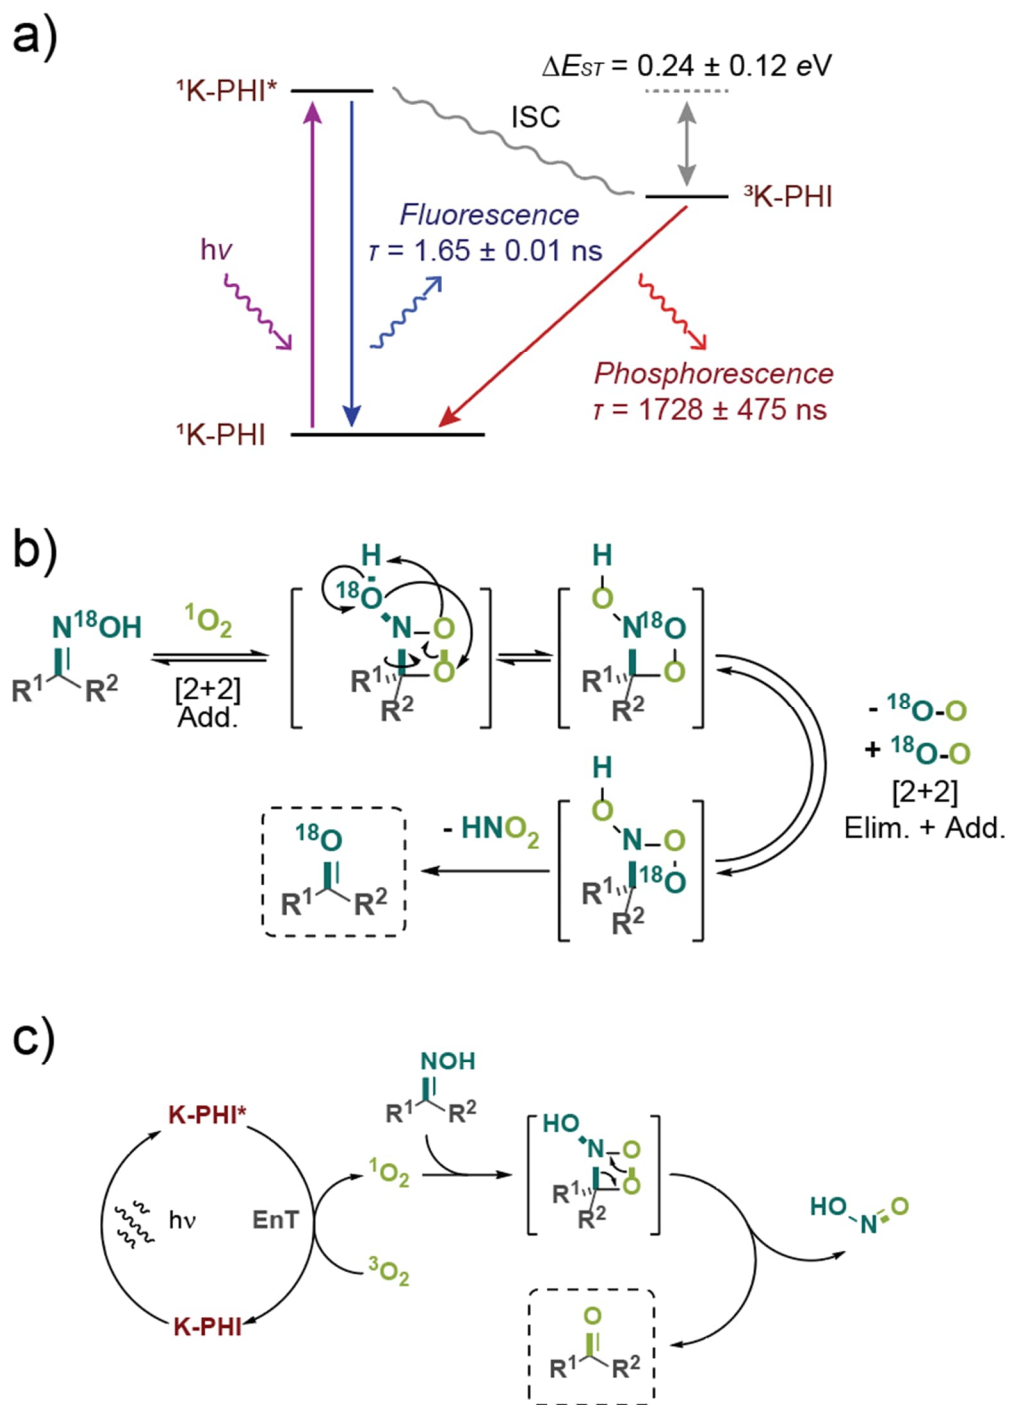 a)
¹K-PHI*
ΔE_ST = 0.24 ± 0.12 eV
ISC
³K-PHI
Fluorescence
τ = 1.65 ± 0.01 ns
hν
Phosphorescence
τ = 1728 ± 475 ns
¹K-PHI
b)
N¹⁸OH
R¹ R²
¹O₂
[2+2]
Add.
H
¹⁸O
N O
R¹ O
R²
H
O
N ¹⁸O
R¹ O
R²
- ¹⁸O-O
+ ¹⁸O-O
[2+2]
Elim. + Add.
H
O
N O
R¹ ¹⁸O
R²
- HNO₂
¹⁸O
R¹ R²
c)
NOH
R¹ R²
K-PHI*
hν
EnT
¹O₂
³O₂
K-PHI
HO
N O
R¹ O
R²
HO N O
O
R¹ R²